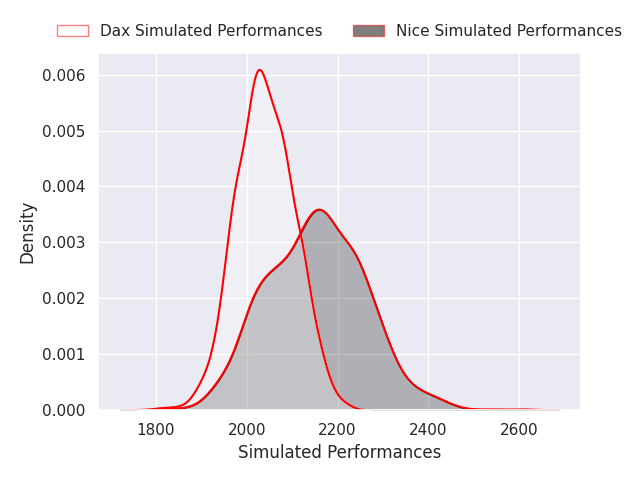 Dax Simulated Performances Nice Simulated Performances
0.006
0.005
0.004
0.003
0.002
0.001
0.000
Density
1800 2000 2200 2400 2600
Simulated Performances